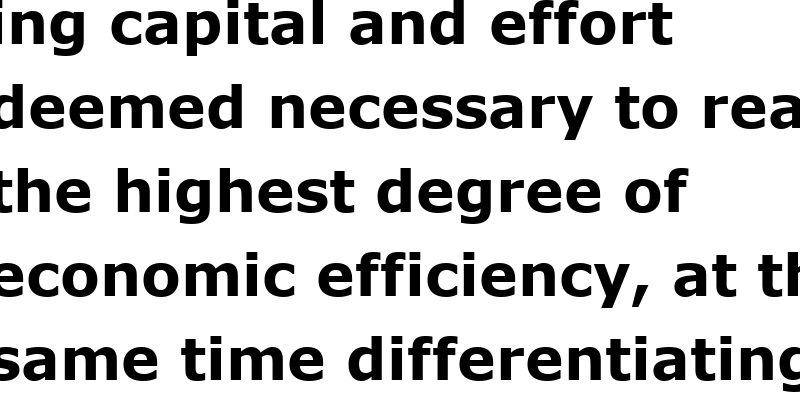 ing capital and effort
deemed necessary to rea
the highest degree of
economic efficiency, at th
same time differentiating